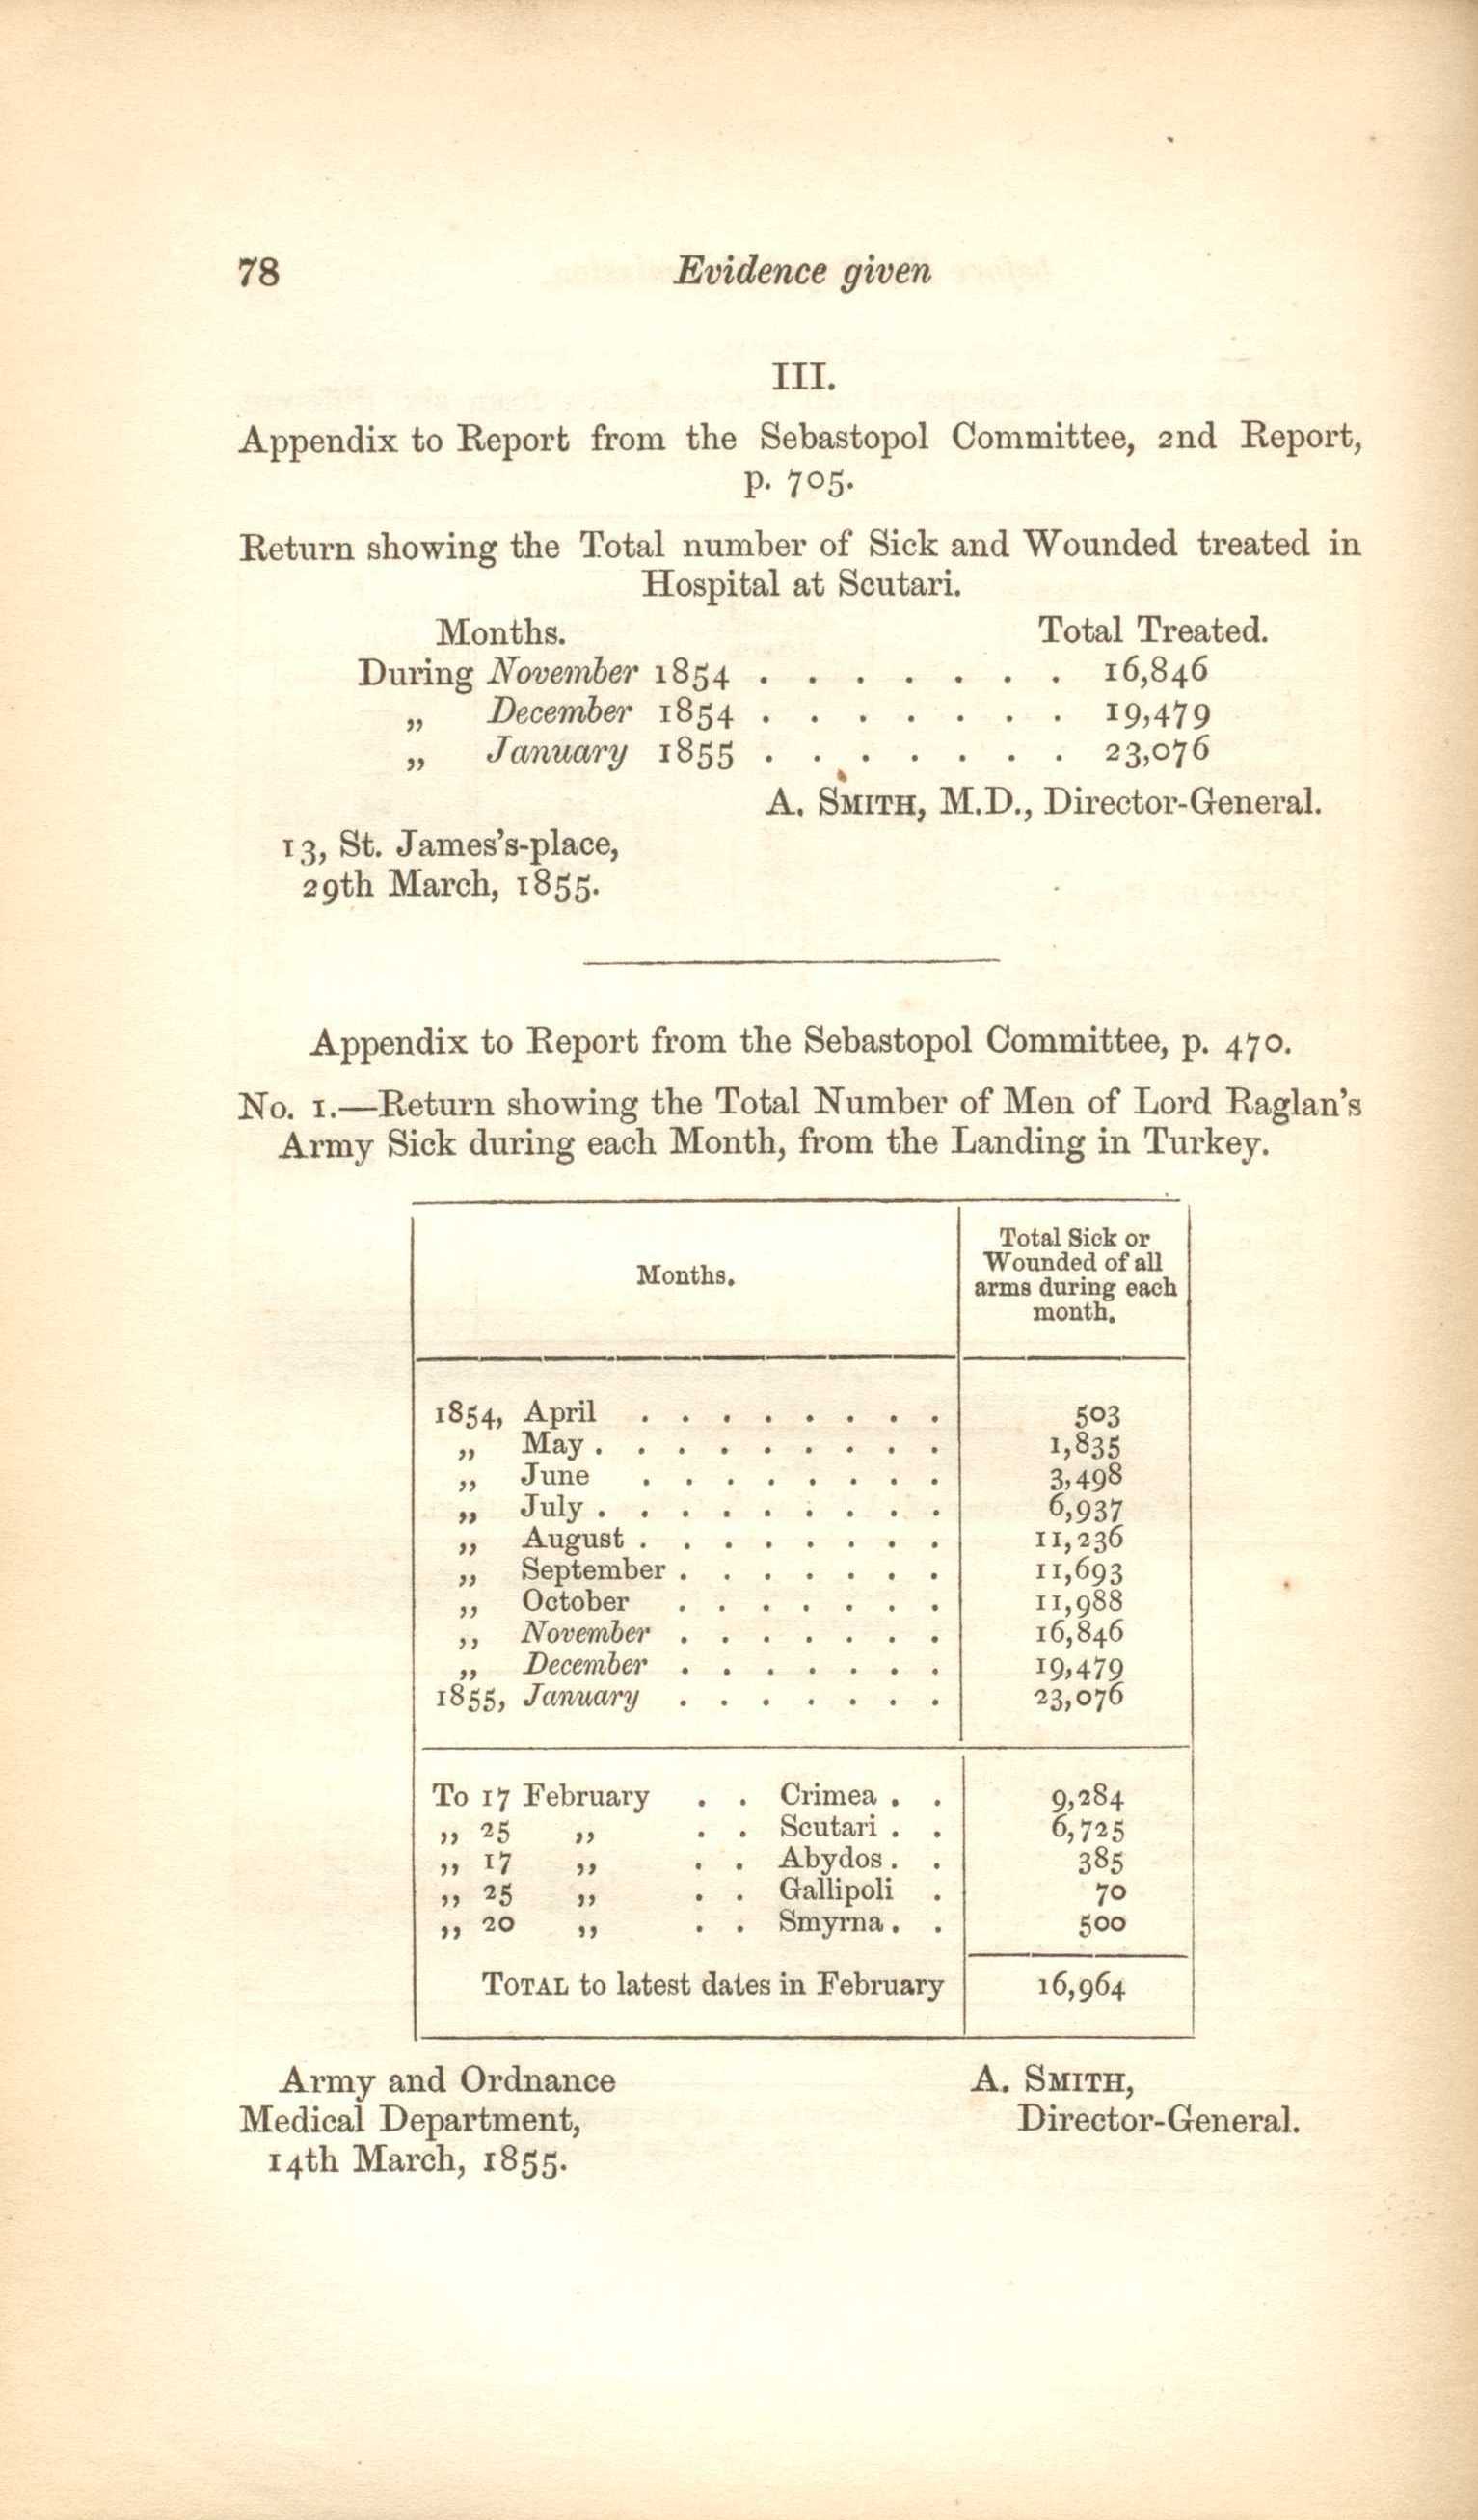 78 Evidence given
III.
Appendix to Report from the Sebastopol Committee, 2nd Report,
p. 705.
Return showing the Total number of Sick and Wounded treated in
Hospital at Scutari.
Months. Total Treated.
During November 1854 . . . . . . . . 16,846
„ December 1854 . . . . . . . 19,479
„ January 1855 . . . . . . . 23,076
A. SMITH, M.D., Director-General.
13, St. James's-place,
29th March, 1855.
Appendix to Report from the Sebastopol Committee, p. 470.
No. 1.—Return showing the Total Number of Men of Lord Raglan's
Army Sick during each Month, from the Landing in Turkey.
Months.
Total Sick or
Wounded of all
arms during each
month.
1854, April . . . . . . . . 503
„ May . . . . . . . . . 1,835
„ June . . . . . . . . 3,498
„ July . . . . . . . . . 6,937
„ August . . . . . . . . 11,236
„ September . . . . . . . 11,693
„ October . . . . . . . 11,988
„ November . . . . . . . 16,846
„ December . . . . . . . 19,479
1855, January . . . . . . . 23,076
To 17 February . . Crimea . . 9,284
„ 25 „ . . Scutari . . 6,725
„ 17 „ . . Abydos . . 385
„ 25 „ . . Gallipoli . 70
„ 20 „ . . Smyrna . . 500
TOTAL to latest dates in February 16,964
Army and Ordnance A. SMITH,
Medical Department, Director-General.
14th March, 1855.